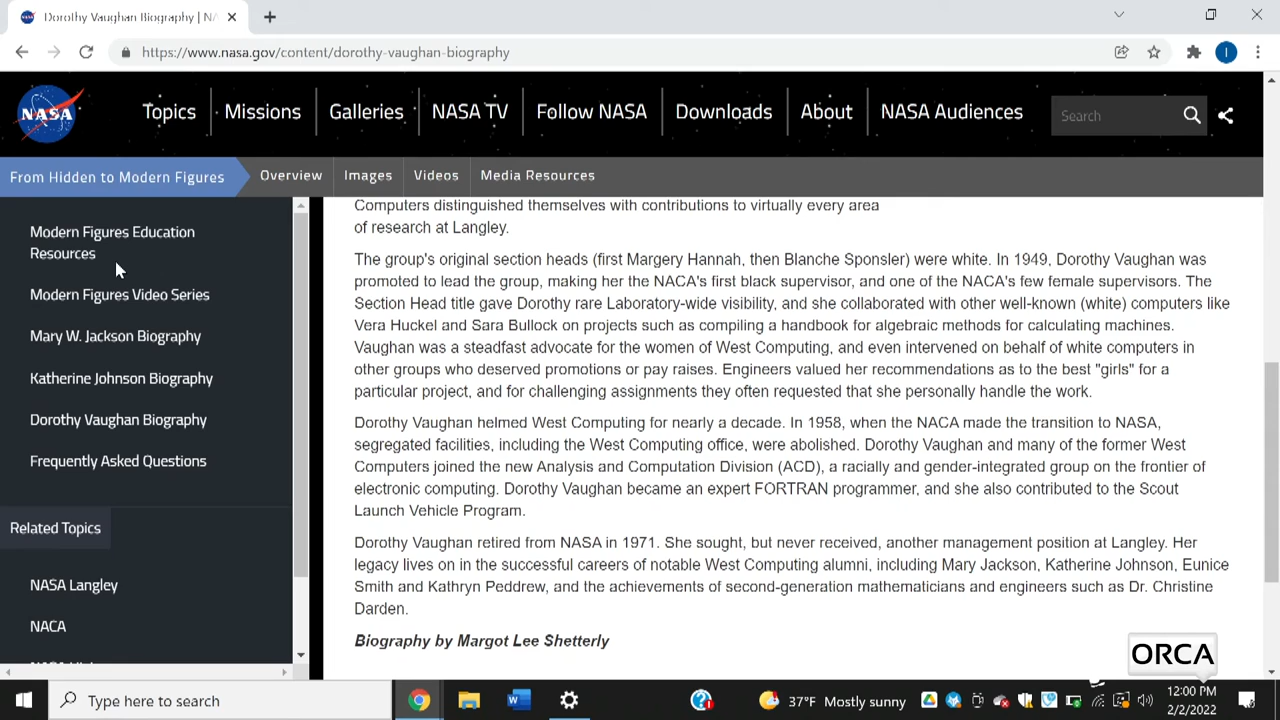 Dorothy Vaughan Biography | NA
https://www.nasa.gov/content/dorothy-vaughan-biography
I
NASA
Topics
Missions
Galleries
NASA TV
Follow NASA
Downloads
About
NASA Audiences
Search
From Hidden to Modern Figures
Overview
Images
Videos
Media Resources
Modern Figures Education
Resources
Modern Figures Video Series
Mary W. Jackson Biography
Katherine Johnson Biography
Dorothy Vaughan Biography
Frequently Asked Questions
Related Topics
NASA Langley
NACA
Computers distinguished themselves with contributions to virtually every area
of research at Langley.
The group's original section heads (first Margery Hannah, then Blanche Sponsler) were white. In 1949, Dorothy Vaughan was
promoted to lead the group, making her the NACA's first black supervisor, and one of the NACA's few female supervisors. The
Section Head title gave Dorothy rare Laboratory-wide visibility, and she collaborated with other well-known (white) computers like
Vera Huckel and Sara Bullock on projects such as compiling a handbook for algebraic methods for calculating machines.
Vaughan was a steadfast advocate for the women of West Computing, and even intervened on behalf of white computers in
other groups who deserved promotions or pay raises. Engineers valued her recommendations as to the best "girls" for a
particular project, and for challenging assignments they often requested that she personally handle the work.
Dorothy Vaughan helmed West Computing for nearly a decade. In 1958, when the NACA made the transition to NASA,
segregated facilities, including the West Computing office, were abolished. Dorothy Vaughan and many of the former West
Computers joined the new Analysis and Computation Division (ACD), a racially and gender-integrated group on the frontier of
electronic computing. Dorothy Vaughan became an expert FORTRAN programmer, and she also contributed to the Scout
Launch Vehicle Program.
Dorothy Vaughan retired from NASA in 1971. She sought, but never received, another management position at Langley. Her
legacy lives on in the successful careers of notable West Computing alumni, including Mary Jackson, Katherine Johnson, Eunice
Smith and Kathryn Peddrew, and the achievements of second-generation mathematicians and engineers such as Dr. Christine
Darden.
Biography by Margot Lee Shetterly
ORCA
Type here to search
37°F Mostly sunny
12:00 PM
2/2/2022